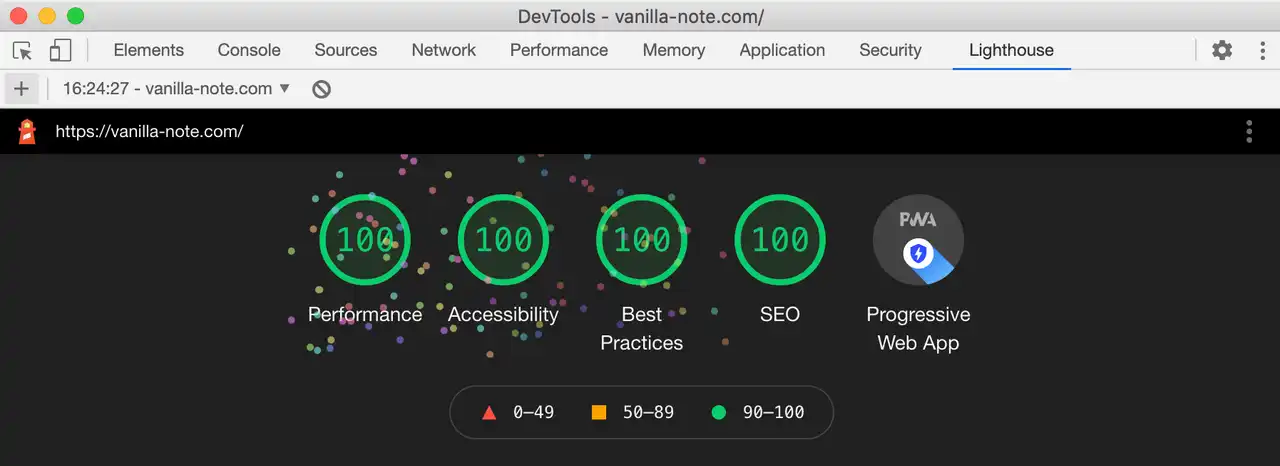 DevTools - vanilla-note.com/
Elements Console Sources Network Performance Memory Application Security Lighthouse
16:24:27 - vanilla-note.com
https://vanilla-note.com/
100 100 100 100 PWA
Performance Accessibility Best Practices SEO Progressive Web App
0–49 50–89 90–100